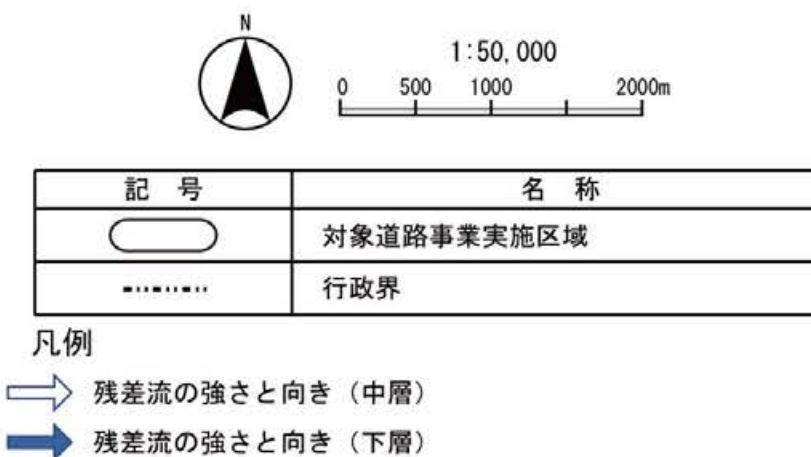 N
1:50,000
0 500 1000 2000m
記 号 名 称
対象道路事業実施区域
行政界
凡例
残差流の強さと向き（中層）
残差流の強さと向き（下層）